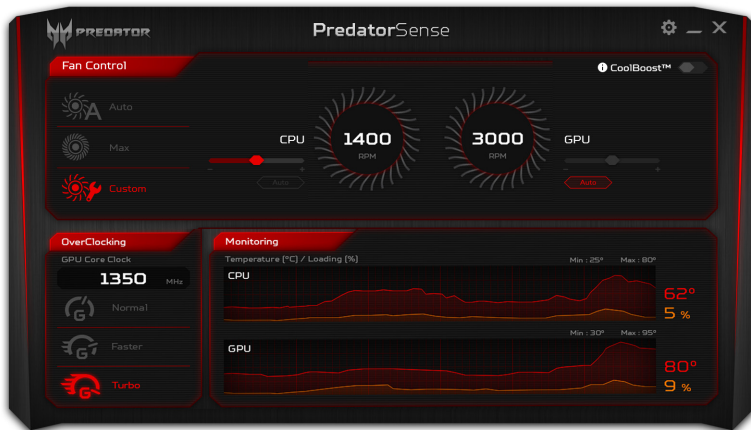 PREDATOR
PredatorSense
Fan Control
CoolBoost™
Auto
Max
Custom
CPU
- +
Auto
1400
RPM
3000
RPM
GPU
- +
Auto
OverClocking
GPU Core Clock
1350 MHz
G Normal
G Faster
G Turbo
Monitoring
Temperature (°C) / Loading (%)
Min : 25° Max : 80°
CPU
62°
5 %
Min : 30° Max : 95°
GPU
80°
9 %